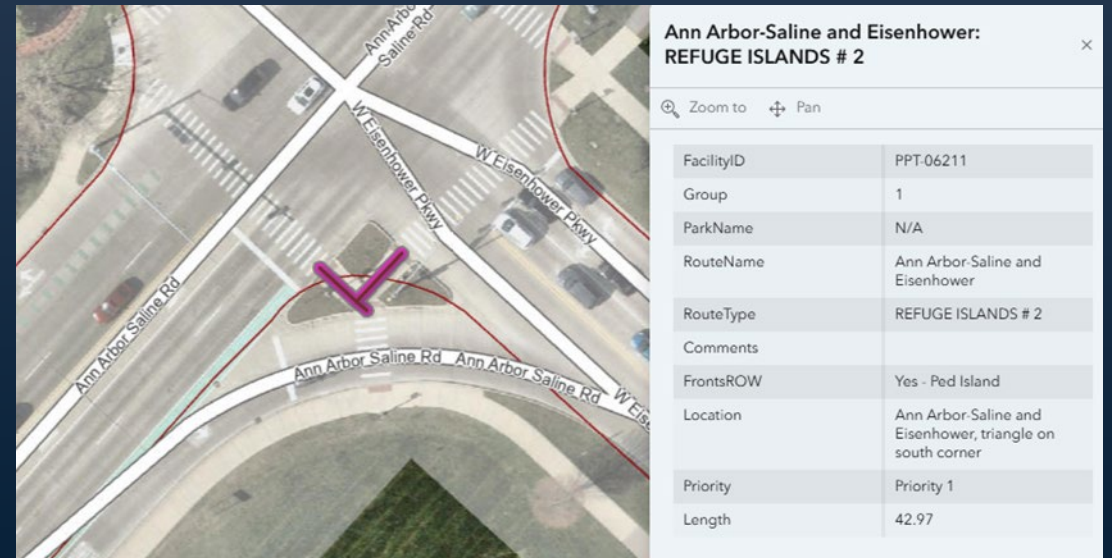 Ann-Arbor
Saline Rd
W Eisenhower Pkwy
W Eisenhower Pkwy
Ann Arbor Saline Rd
Ann Arbor Saline Rd Ann Arbor Saline Rd
W Eise
Ann Arbor-Saline and Eisenhower:
REFUGE ISLANDS # 2
×
Zoom to Pan
FacilityID PPT-06211
Group 1
ParkName N/A
RouteName Ann Arbor-Saline and
Eisenhower
RouteType REFUGE ISLANDS # 2
Comments
FrontsROW Yes - Ped Island
Location Ann Arbor-Saline and
Eisenhower, triangle on
south corner
Priority Priority 1
Length 42.97